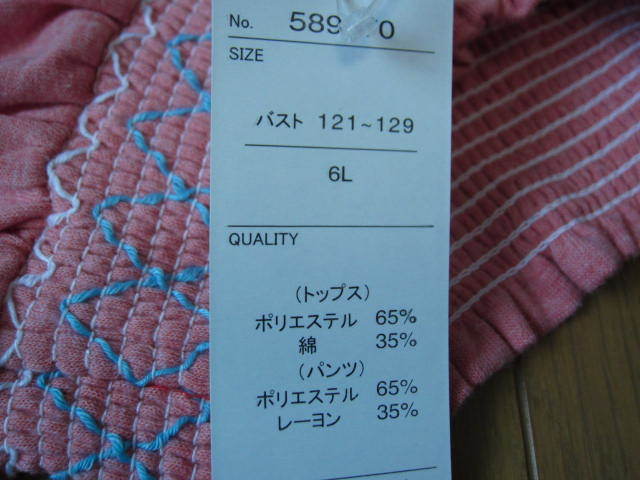 No. 589 0
SIZE
バスト 121~129
6L
QUALITY
(トップス)
ポリエステル 65%
綿 35%
(パンツ)
ポリエステル 65%
レーヨン 35%